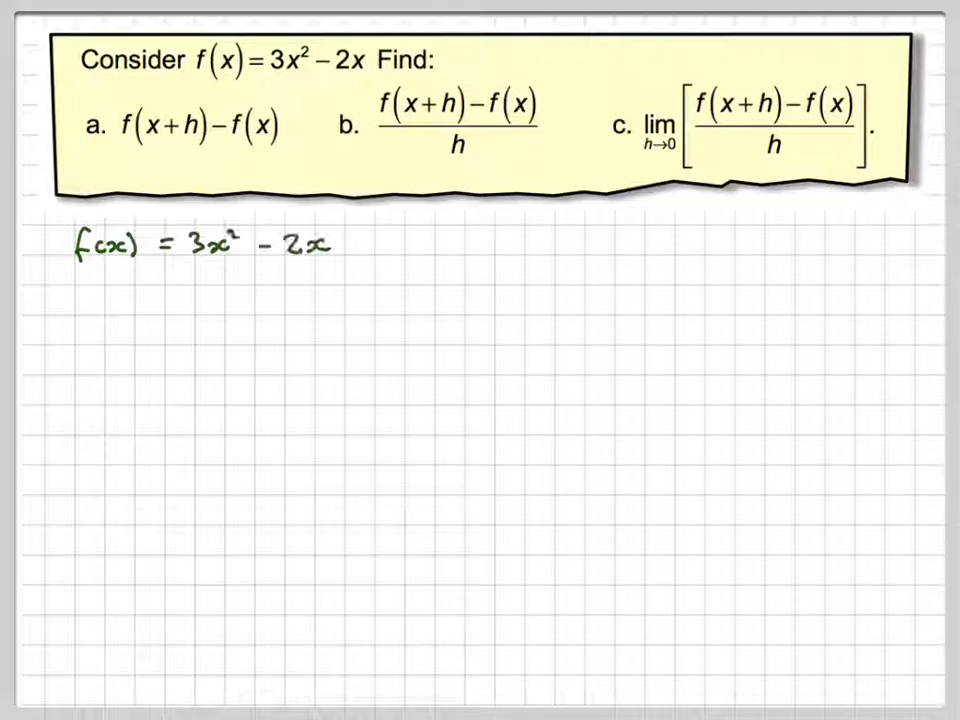 Consider f(x) = 3x² – 2x Find:
a. f(x+h) – f(x) b. f(x+h) – f(x) / h c. lim h→0 [f(x+h) – f(x) / h].
f(x) = 3x² - 2x